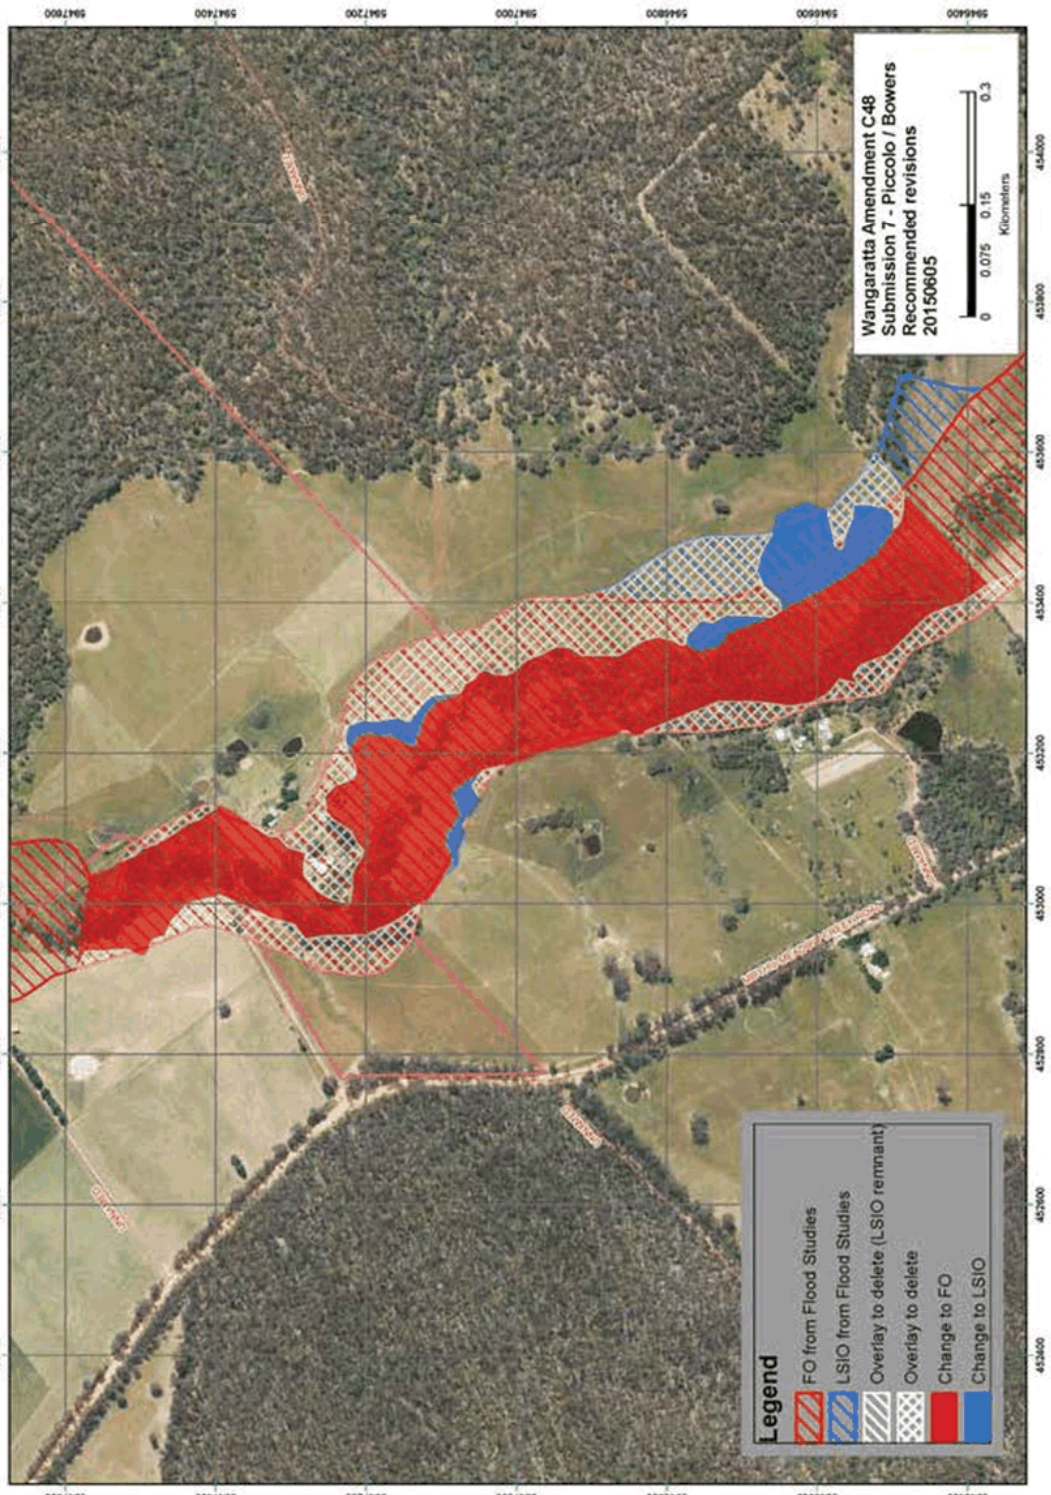 Wangaratta Amendment C48
Submission 7 - Piccolo / Bowers
Recommended revisions
20150605
0 0.075 0.15 0.3
Kilometers
Legend
FO from Flood Studies
LSIO from Flood Studies
Overlay to delete (LSIO remnant)
Overlay to delete
Change to FO
Change to LSIO
5947600
5947400
5947200
5947000
5946800
5946600
5946400
454000
453800
453600
453400
453200
453000
452800
452600
452400
UNNAMED
UNNAMED
UNNAMED